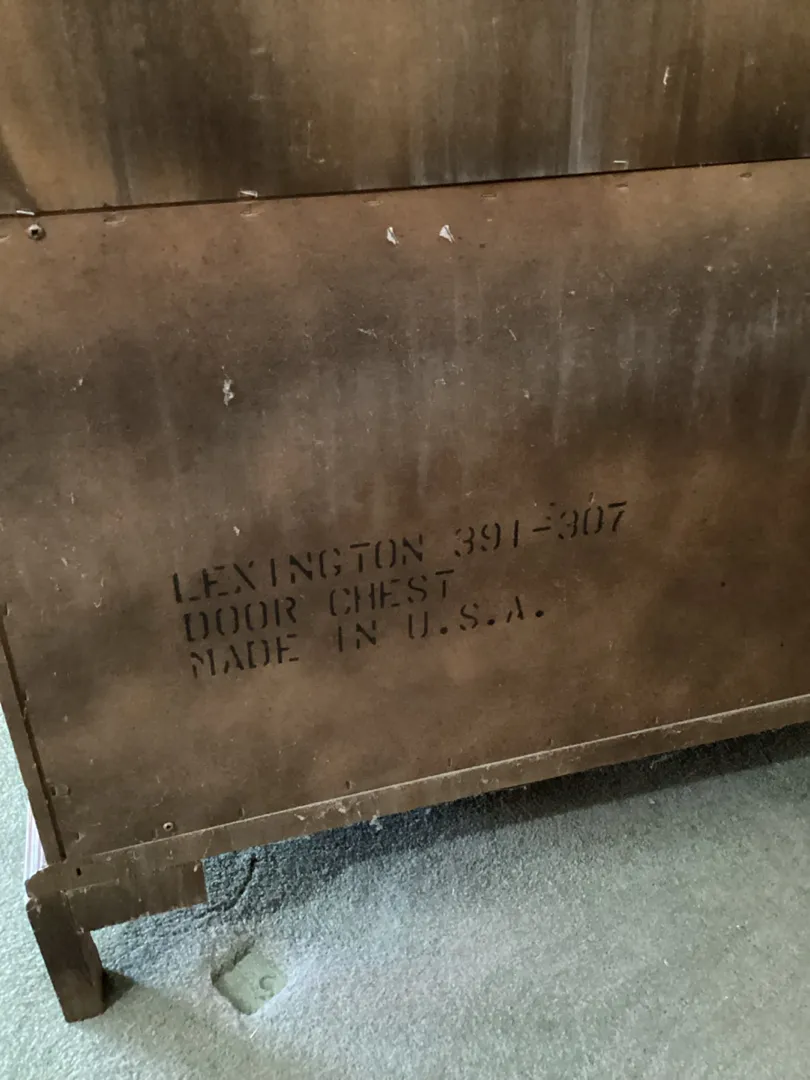 LEXINGTON 391-307
DOOR CHEST
MADE IN U.S.A.